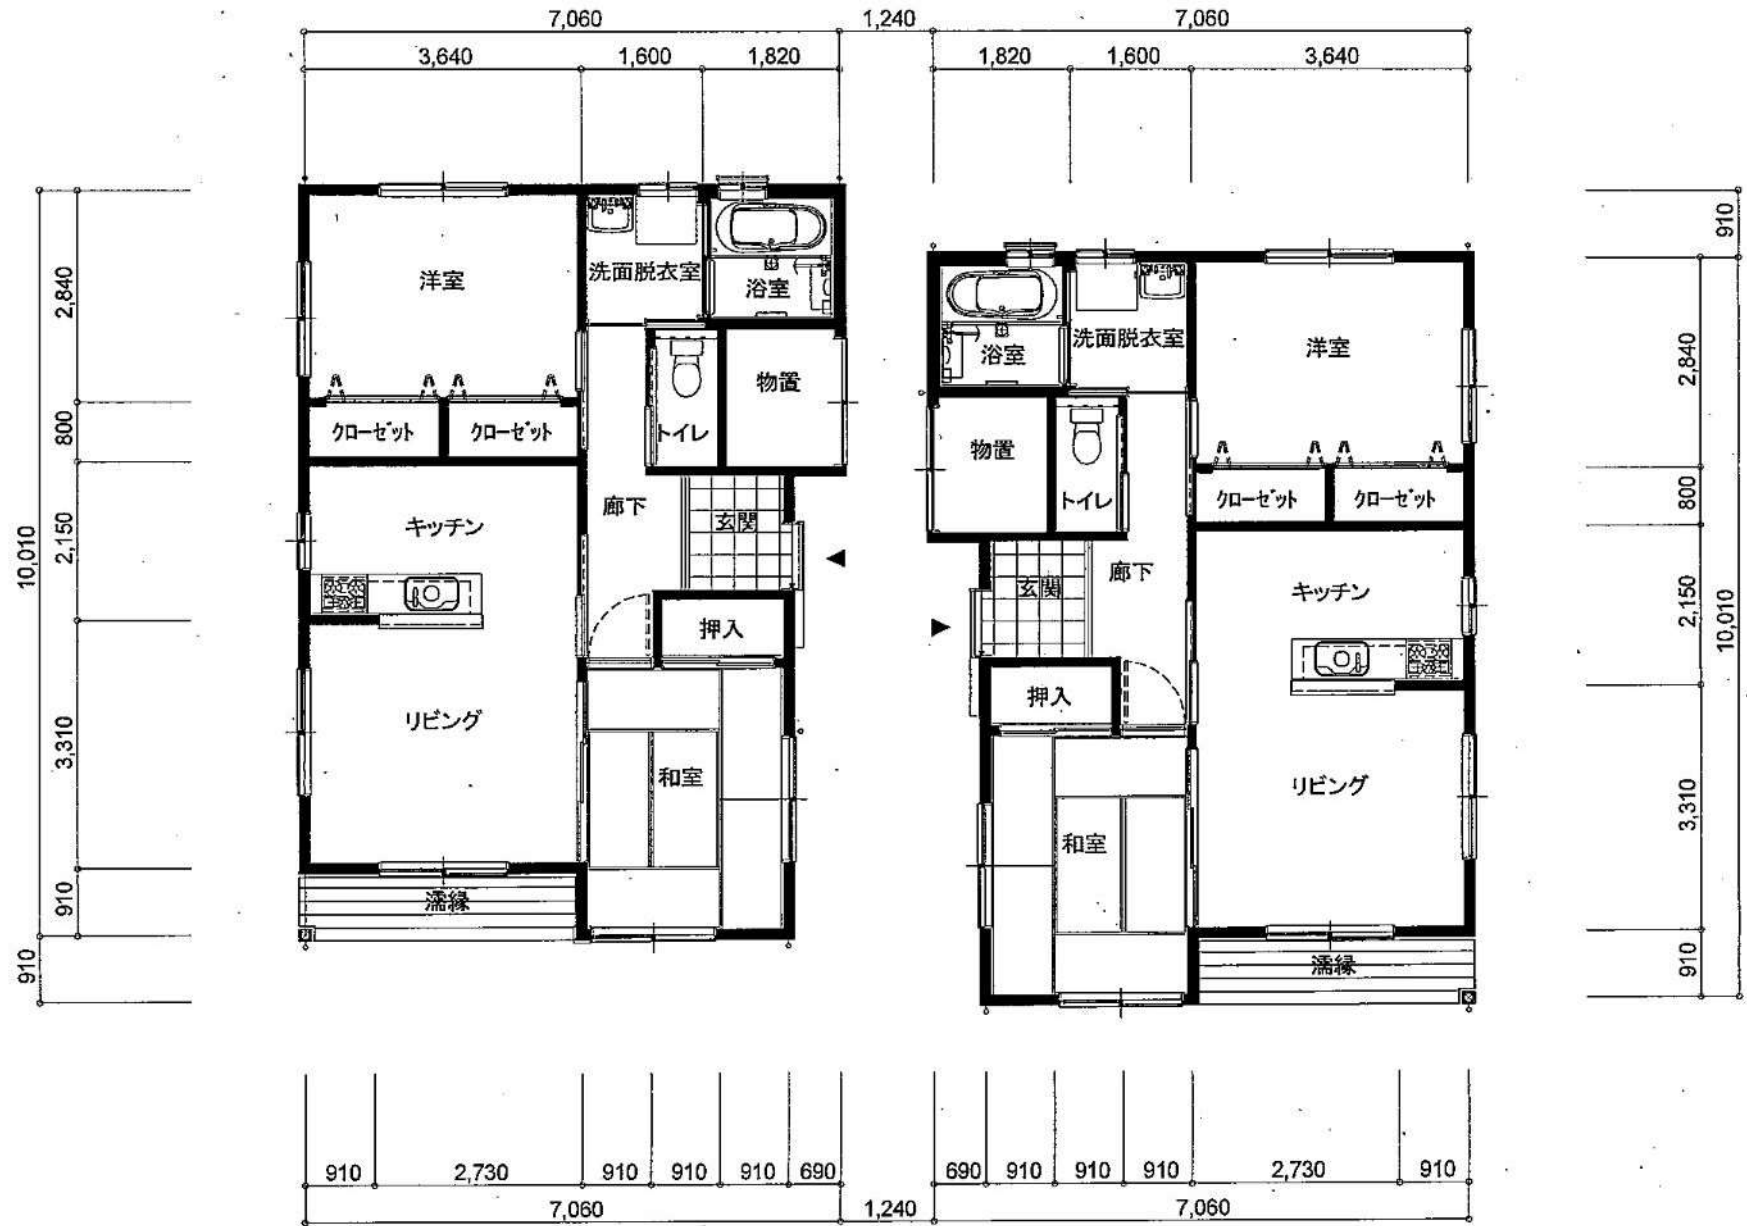 7,060
1,240
7,060
3,640
1,600
1,820
1,820
1,600
3,640
10,010
910
2,840
800
2,150
3,310
910
洋室
洗面脱衣室
浴室
クローゼット
クローゼット
トイレ
物置
キッチン
廊下
玄関
押入
リビング
和室
濡縁
浴室
洗面脱衣室
洋室
物置
トイレ
クローゼット
クローゼット
玄関
廊下
キッチン
押入
リビング
和室
濡縁
910
2,840
800
2,150
3,310
910
10,010
910
2,730
910
910
910
690
690
910
910
910
2,730
910
7,060
1,240
7,060